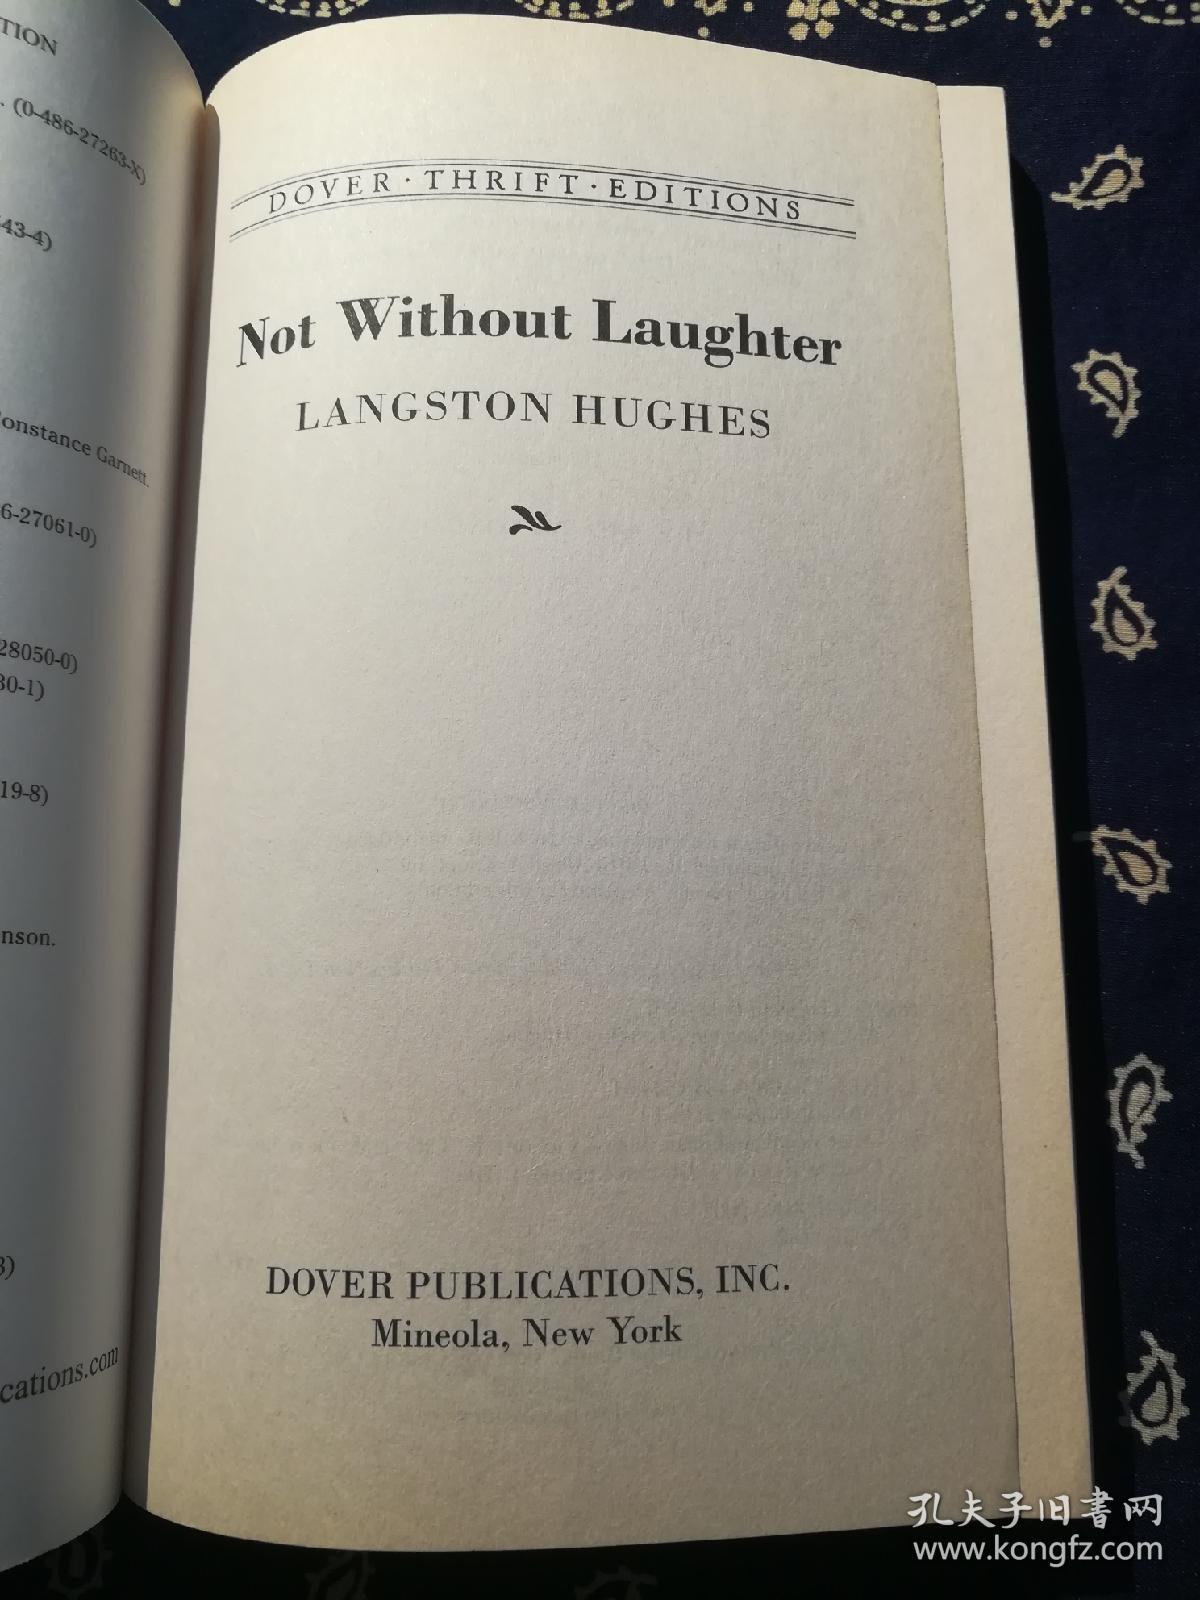 TION
. (0-486-27263-X)
43-4)
onstance Garnett.
6-27061-0)
28050-0)
30-1)
19-8)
nson.
3)
cations.com
DOVER · THRIFT · EDITIONS
Not Without Laughter
LANGSTON HUGHES
DOVER PUBLICATIONS, INC.
Mineola, New York
孔夫子旧书网
www.kongfz.com